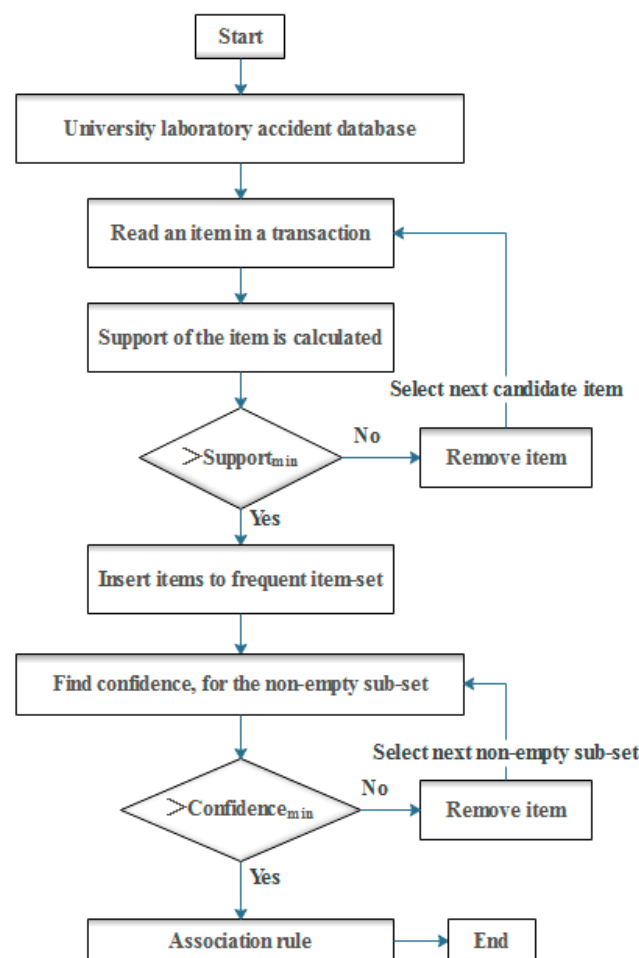 Start
University laboratory accident database
Read an item in a transaction
Support of the item is calculated
Select next candidate item
>Supportmin
No
Remove item
Yes
Insert items to frequent item-set
Find confidence, for the non-empty sub-set
Select next non-empty sub-set
>Confidencemin
No
Remove item
Yes
Association rule
End